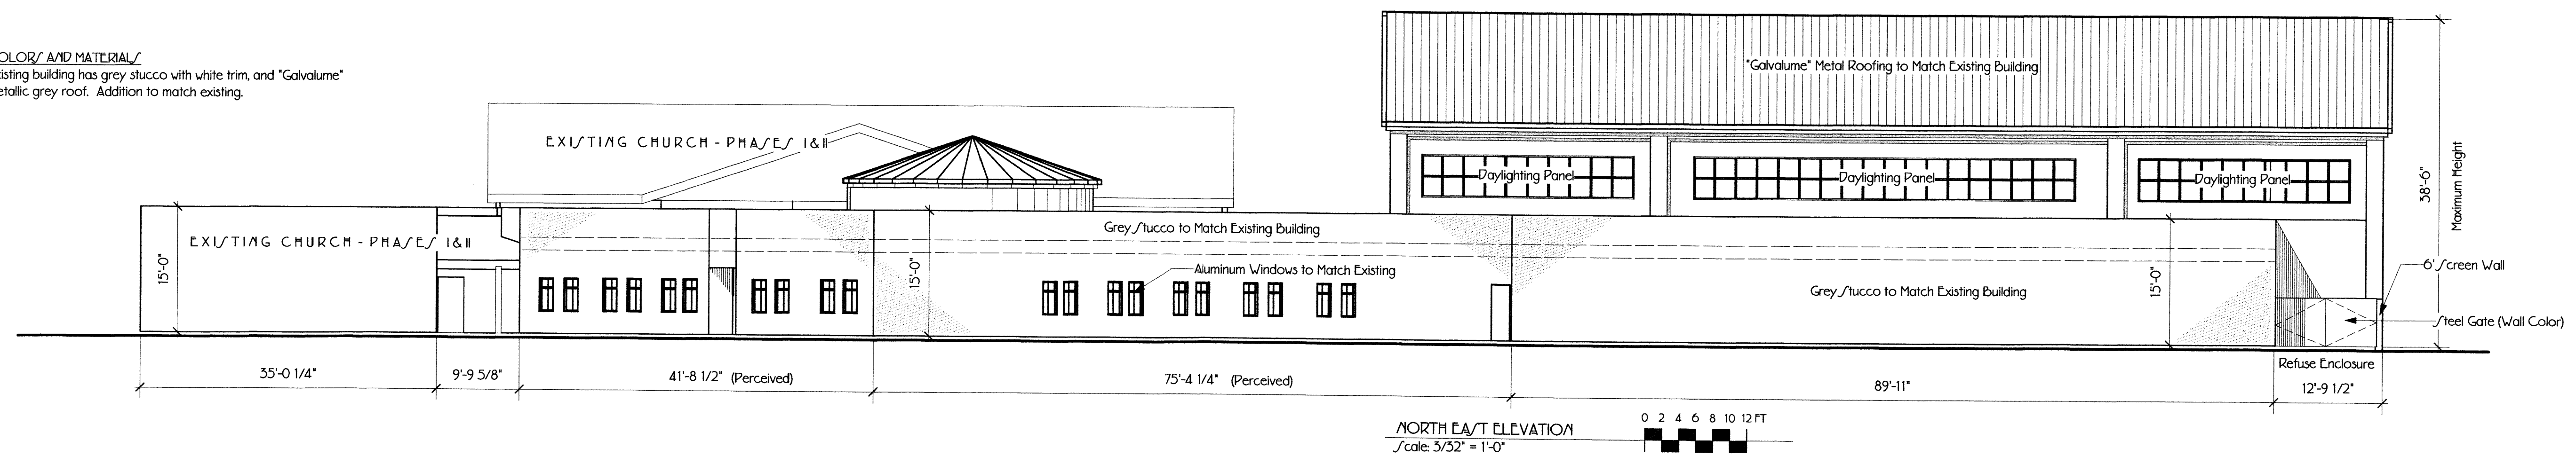 OLORS AND MATERIALS
isting building has grey stucco with white trim, and "Galvalume"
etallic grey roof. Addition to match existing.
EXISTING CHURCH - PHASES I & II
EXISTING CHURCH - PHASES I & II
"Galvalume" Metal Roofing to Match Existing Building
Daylighting Panel
Daylighting Panel
Daylighting Panel
38'-6"
Maximum Height
15'-0"
15'-0"
15'-0"
Grey Stucco to Match Existing Building
Aluminum Windows to Match Existing
Grey Stucco to Match Existing Building
6' Screen Wall
Steel Gate (Wall Color)
Refuse Enclosure
35'-0 1/4"
9'-9 5/8"
41'-8 1/2" (Perceived)
75'-4 1/4" (Perceived)
89'-11"
12'-9 1/2"
NORTH EAST ELEVATION
Scale: 3/32" = 1'-0"
0 2 4 6 8 10 12 FT